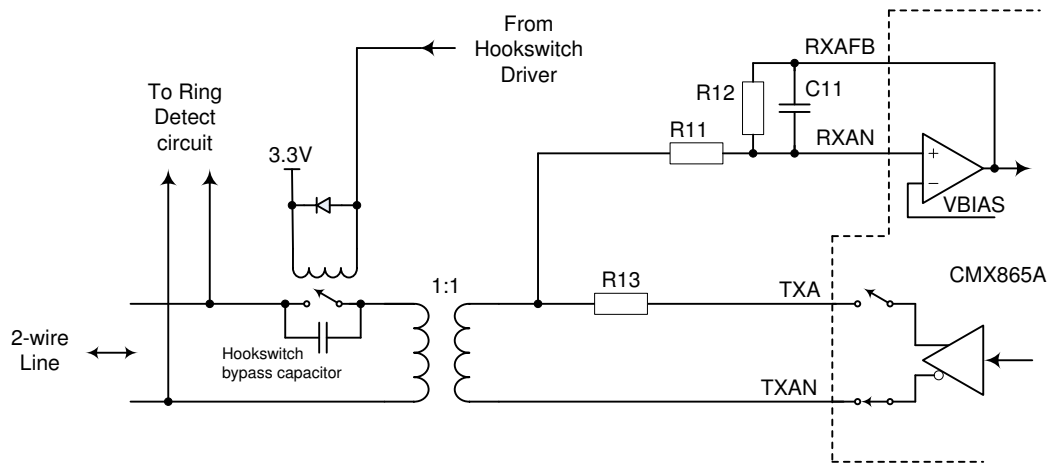 From
Hookswitch
Driver
To Ring
Detect
circuit
3.3V
RXAFB
R12
C11
R11
RXAN
+
−
VBIAS
1:1
R13
TXA
CMX865A
2-wire
Line
Hookswitch
bypass capacitor
TXAN